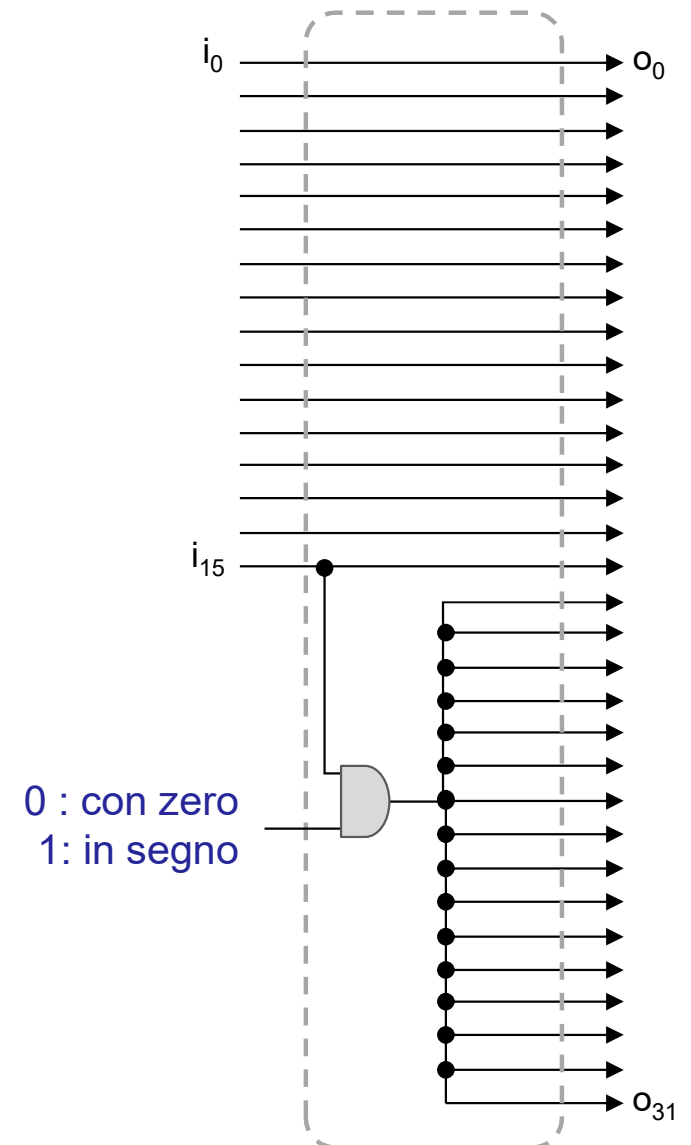 i₀
o₀
i₁₅
0 : con zero
1: in segno
o₃₁